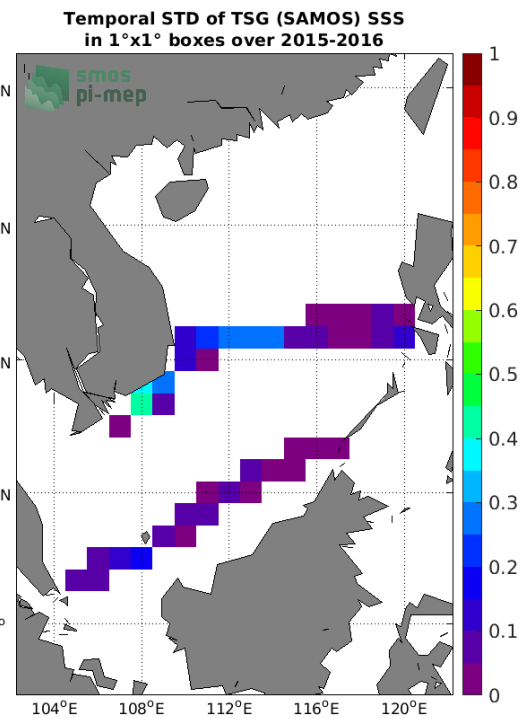 Temporal STD of TSG (SAMOS) SSS
in 1°x1° boxes over 2015-2016
smos
pi-mep
N
N
N
N
°
104°E
108°E
112°E
116°E
120°E
1
0.9
0.8
0.7
0.6
0.5
0.4
0.3
0.2
0.1
0